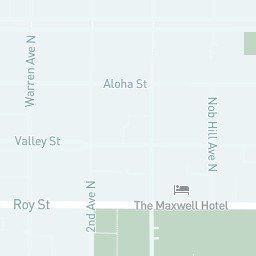 Warren Ave N
Aloha St
Nob Hill Ave N
Valley St
2nd Ave N
The Maxwell Hotel
Roy St